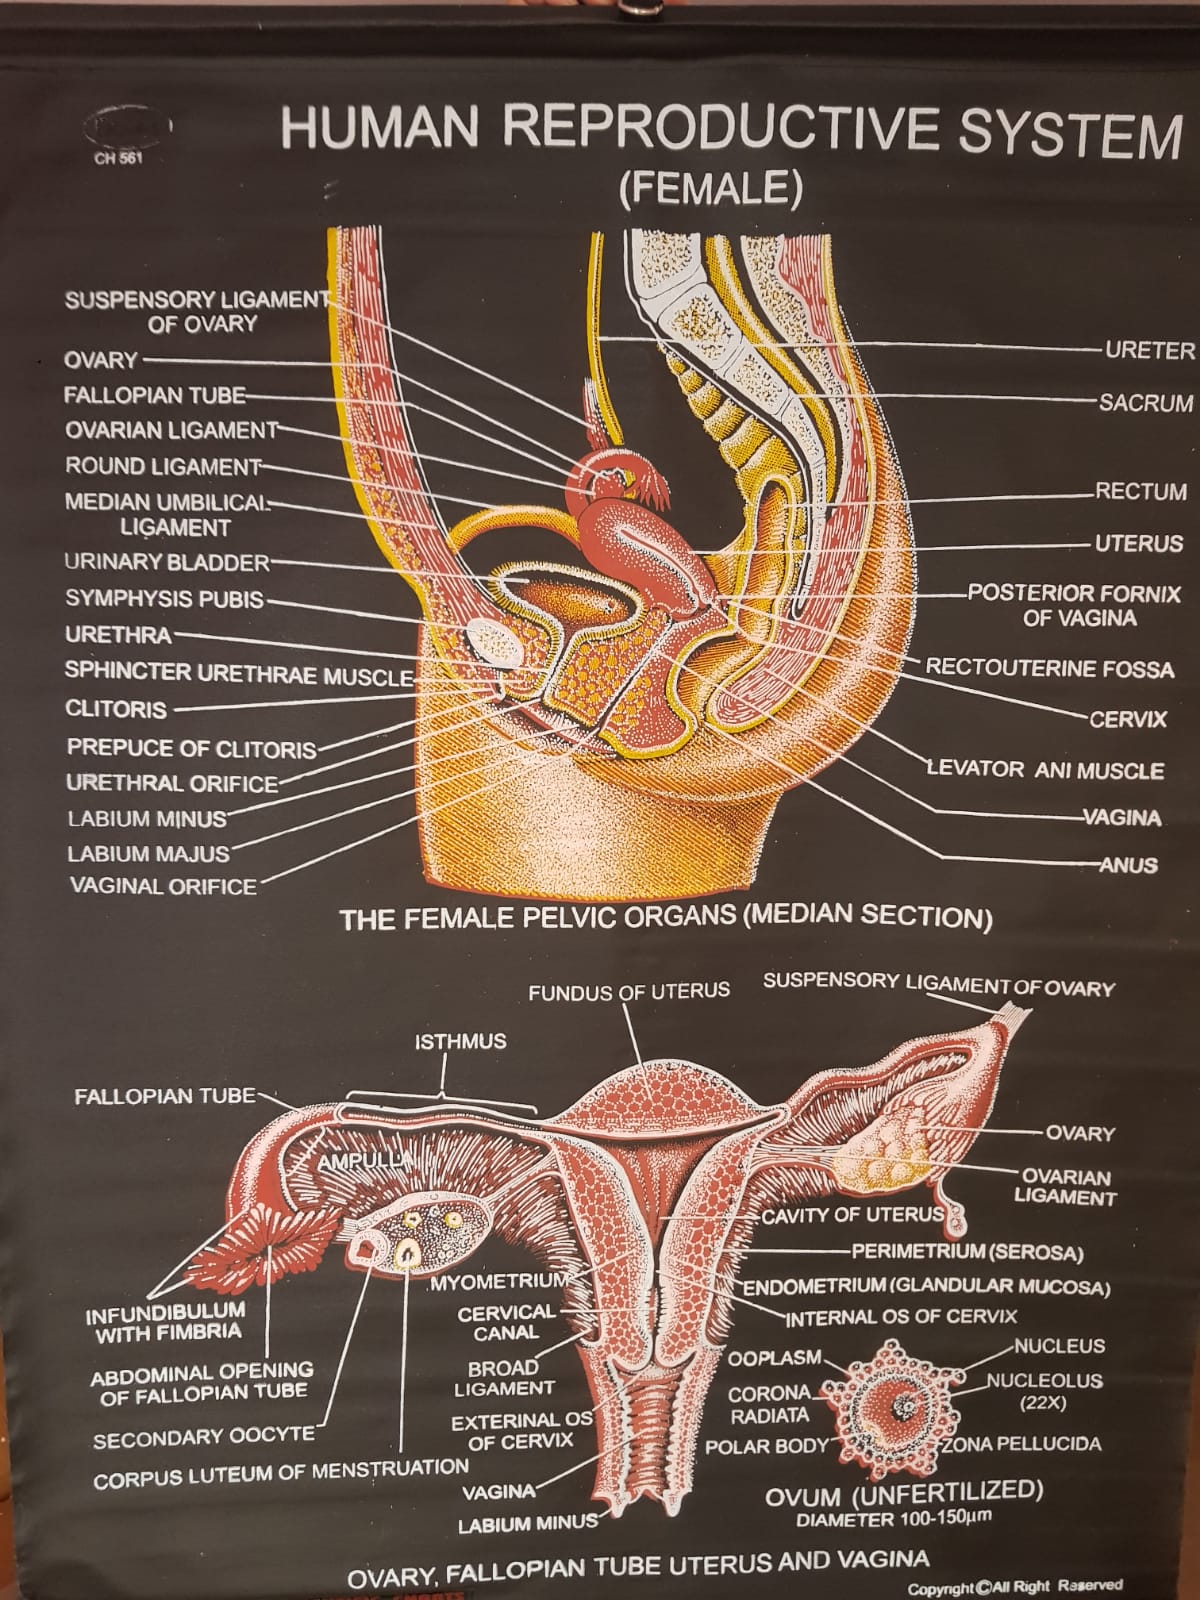 CH 561
HUMAN REPRODUCTIVE SYSTEM
(FEMALE)
SUSPENSORY LIGAMENT
OF OVARY
OVARY
FALLOPIAN TUBE
OVARIAN LIGAMENT
ROUND LIGAMENT
MEDIAN UMBILICAL
LIGAMENT
URINARY BLADDER
SYMPHYSIS PUBIS
URETHRA
SPHINCTER URETHRAE MUSCLE
CLITORIS
PREPUCE OF CLITORIS
URETHRAL ORIFICE
LABIUM MINUS
LABIUM MAJUS
VAGINAL ORIFICE
URETER
SACRUM
RECTUM
UTERUS
POSTERIOR FORNIX
OF VAGINA
RECTOUTERINE FOSSA
CERVIX
LEVATOR ANI MUSCLE
VAGINA
ANUS
THE FEMALE PELVIC ORGANS (MEDIAN SECTION)
FUNDUS OF UTERUS
SUSPENSORY LIGAMENT OF OVARY
ISTHMUS
FALLOPIAN TUBE
AMPULLA
OVARY
OVARIAN
LIGAMENT
CAVITY OF UTERUS
PERIMETRIUM (SEROSA)
MYOMETRIUM
ENDOMETRIUM (GLANDULAR MUCOSA)
INFUNDIBULUM
WITH FIMBRIA
CERVICAL
CANAL
INTERNAL OS OF CERVIX
ABDOMINAL OPENING
OF FALLOPIAN TUBE
BROAD
LIGAMENT
SECONDARY OOCYTE
EXTERINAL OS
OF CERVIX
CORPUS LUTEUM OF MENSTRUATION
VAGINA
LABIUM MINUS
OOPLASM
NUCLEUS
CORONA
RADIATA
NUCLEOLUS
(22X)
POLAR BODY
ZONA PELLUCIDA
OVUM (UNFERTILIZED)
DIAMETER 100-150µm
OVARY, FALLOPIAN TUBE UTERUS AND VAGINA
Copyright©All Right Reserved